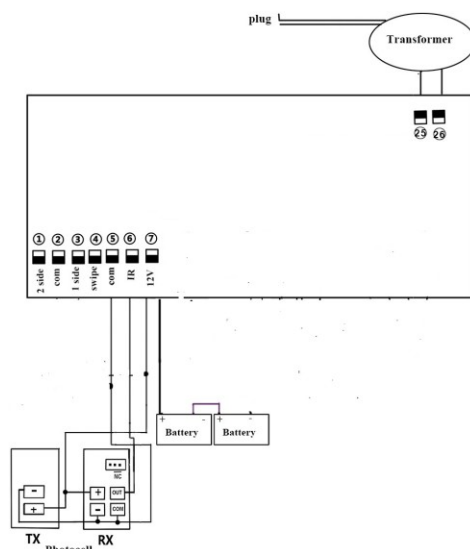 plug
Transformer
25 26
① ② ③ ④ ⑤ ⑥ ⑦
2 side com 1 side swipe com IR 12V
+ - + -
Battery Battery
NC
- + OUT
+ - COM
TX RX
Photocell